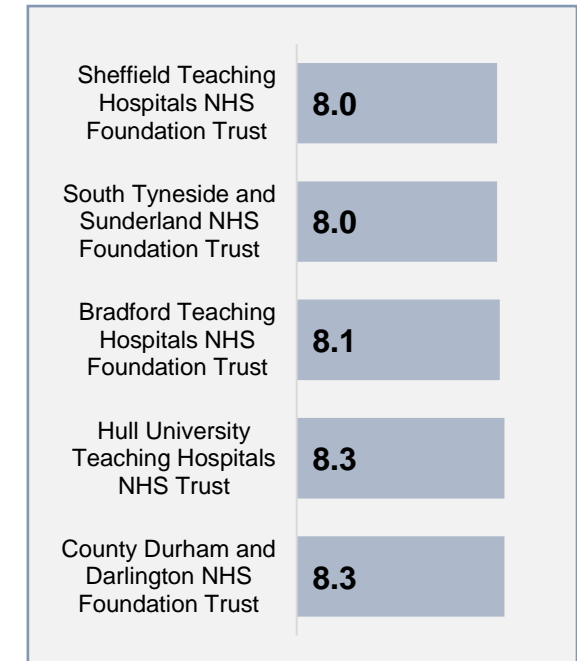 Sheffield Teaching
Hospitals NHS
Foundation Trust
8.0
South Tyneside and
Sunderland NHS
Foundation Trust
8.0
Bradford Teaching
Hospitals NHS
Foundation Trust
8.1
Hull University
Teaching Hospitals
NHS Trust
8.3
County Durham and
Darlington NHS
Foundation Trust
8.3